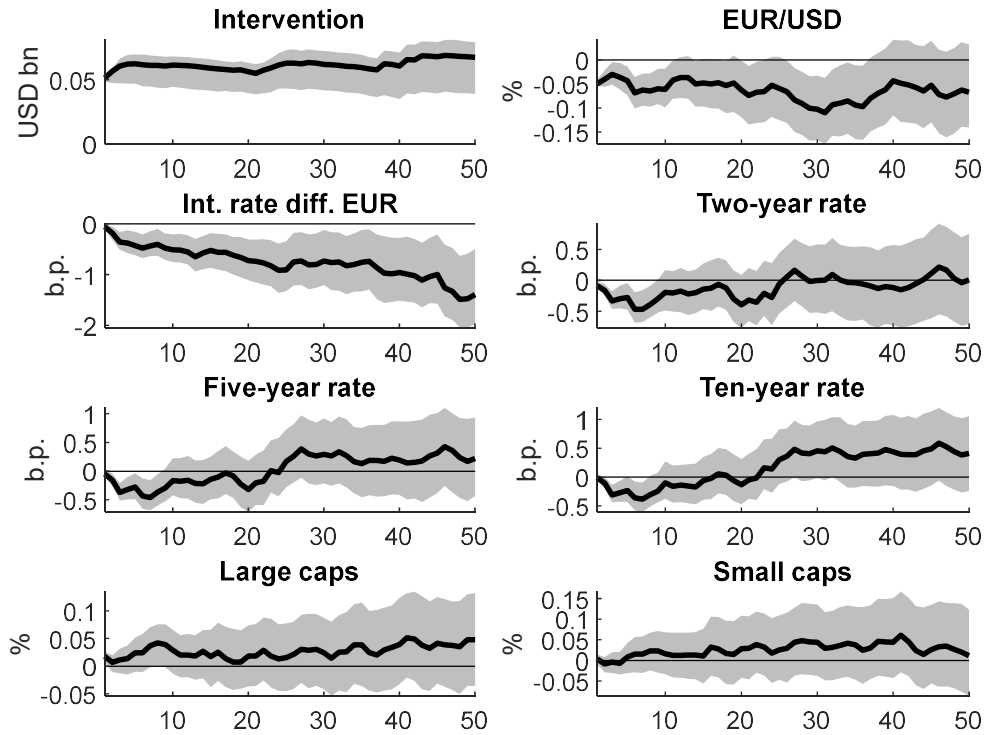 Intervention
USD bn
0.05
0
10 20 30 40 50
EUR/USD
%
0
-0.05
-0.1
-0.15
10 20 30 40 50
Int. rate diff. EUR
b.p.
0
-1
-2
10 20 30 40 50
Two-year rate
b.p.
0.5
0
-0.5
10 20 30 40 50
Five-year rate
b.p.
1
0.5
0
-0.5
10 20 30 40 50
Ten-year rate
b.p.
1
0.5
0
-0.5
10 20 30 40 50
Large caps
%
0.1
0.05
0
-0.05
10 20 30 40 50
Small caps
%
0.15
0.1
0.05
0
-0.05
10 20 30 40 50